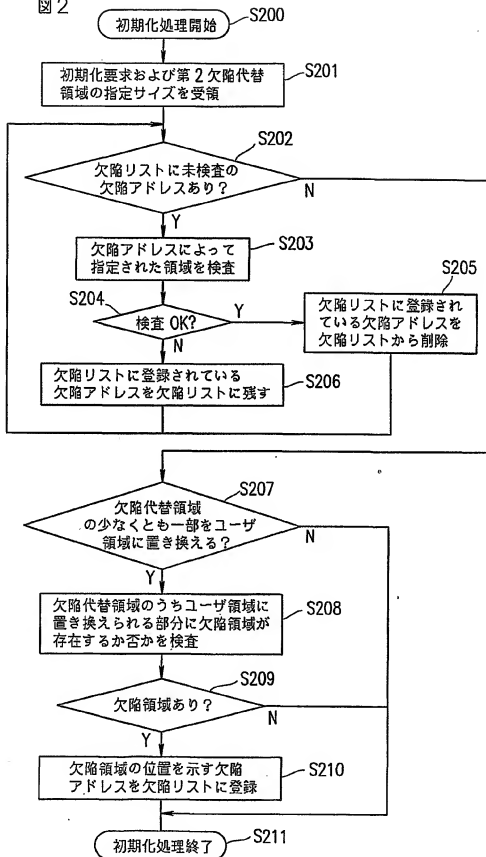 図2
初期化処理開始
S200
初期化要求および第2欠陥代替
領域の指定サイズを受領
S201
欠陥リストに未検査の
欠陥アドレスあり?
S202
N
Y
欠陥アドレスによって
指定された領域を検査
S203
検査OK?
S204
Y
N
欠陥リストに登録され
ている欠陥アドレスを
欠陥リストから削除
S205
欠陥リストに登録されている
欠陥アドレスを欠陥リストに残す
S206
欠陥代替領域
の少なくとも一部をユーザ
領域に置き換える?
S207
N
Y
欠陥代替領域のうちユーザ領域に
置き換えられる部分に欠陥領域が
存在するか否かを検査
S208
欠陥領域あり?
S209
N
Y
欠陥領域の位置を示す欠陥
アドレスを欠陥リストに登録
S210
初期化処理終了
S211